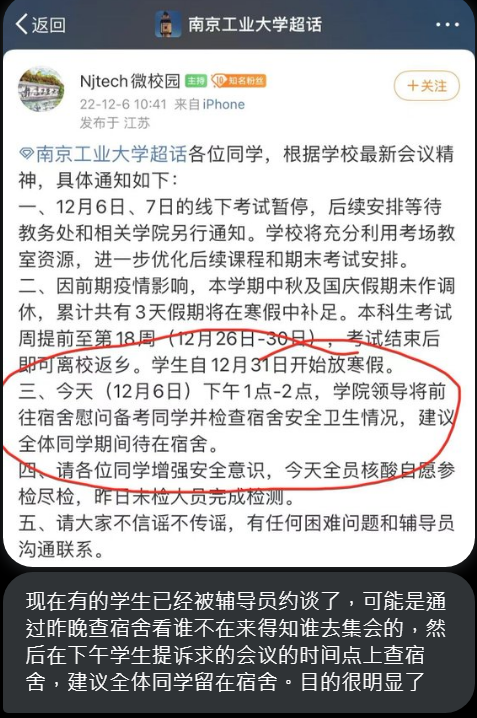 返回
南京工业大学超话
Njtech微校园 主持 10 知名粉丝
＋关注
22-12-6 10:41 来自iPhone
发布于 江苏
南京工业大学超话各位同学，根据学校最新会议精
神，具体通知如下：
一、12月6日、7日的线下考试暂停，后续安排等待
教务处和相关学院另行通知。学校将充分利用考场教
室资源，进一步优化后续课程和期末考试安排。
二、因前期疫情影响，本学期中秋及国庆假期未作调
休，累计共有3天假期将在寒假中补足。本科生考试
周提前至第18周（12月26日-30日），考试结束后
即可离校返乡。学生自12月31日开始放寒假。
三、今天（12月6日）下午1点-2点，学院领导将前
往宿舍慰问备考同学并检查宿舍安全卫生情况，建议
全体同学期间待在宿舍。
四、请各位同学增强安全意识，今天全员核酸自愿参
检尽检，昨日未检人员完成检测。
五、请大家不信谣不传谣，有任何困难问题和辅导员
沟通联系。
现在有的学生已经被辅导员约谈了，可能是通
过昨晚查宿舍看谁不在来得知谁去集会的，然
后在下午学生提诉求的会议的时间点上查宿
舍，建议全体同学留在宿舍。目的很明显了